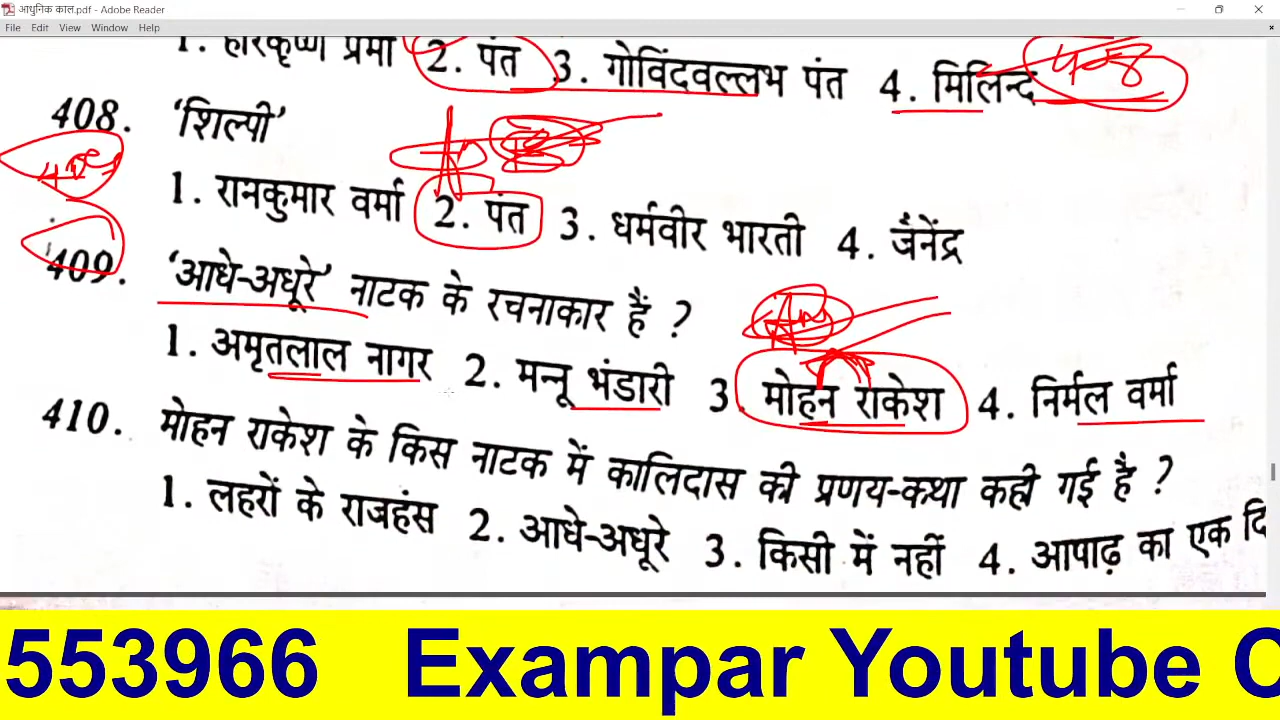 आधुनिक काल.pdf - Adobe Reader
File Edit View Window Help
1. हरिकृष्ण प्रेमी 2. पंत 3. गोविंदवल्लभ पंत 4. मिलिन्द
408. ‘शिल्पी’
1. रामकुमार वर्मा 2. पंत 3. धर्मवीर भारती 4. जैनेंद्र
409. ‘आधे-अधूरे’ नाटक के रचनाकार हैं ?
1. अमृतलाल नागर 2. मन्नू भंडारी 3. मोहन राकेश 4. निर्मल वर्मा
410. मोहन राकेश के किस नाटक में कालिदास की प्रणय-कथा कही गई है ?
1. लहरों के राजहंस 2. आधे-अधूरे 3. किसी में नहीं 4. आषाढ़ का एक दि
553966 Exampar Youtube C